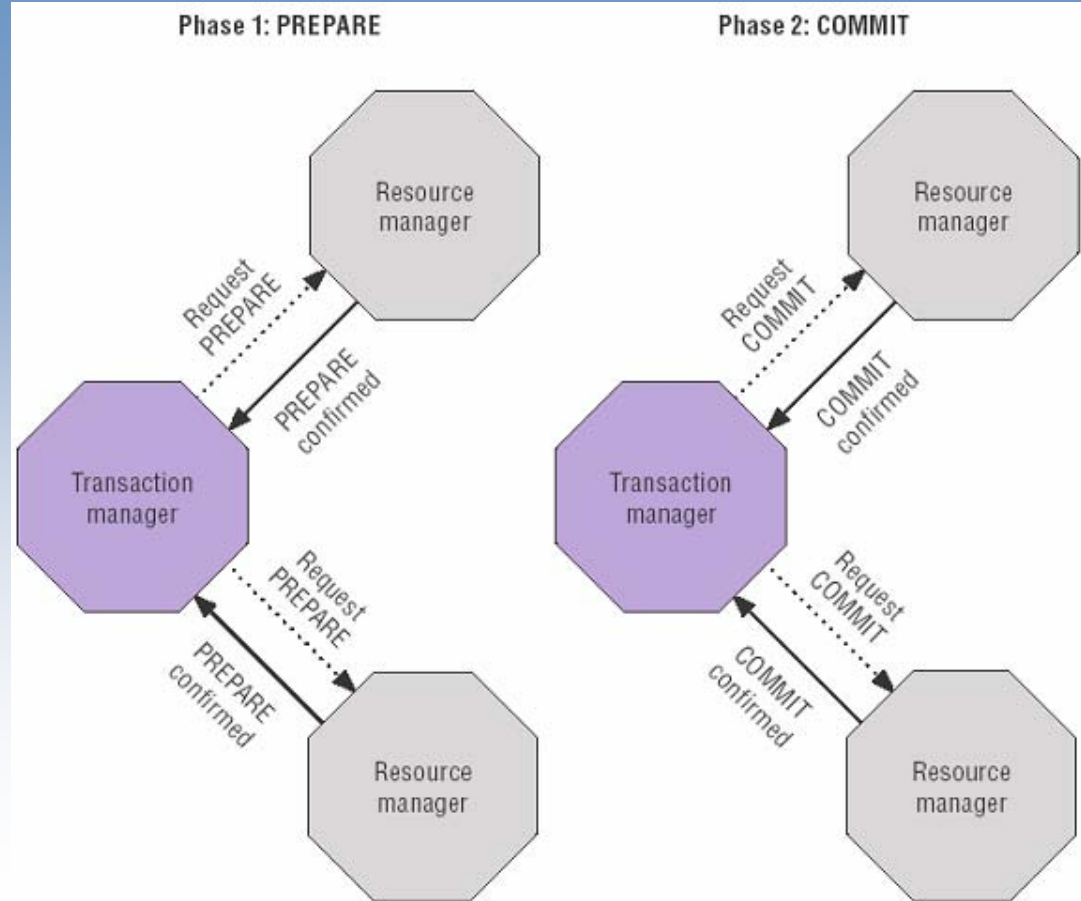 Phase 1: PREPARE
Resource
manager
Request
PREPARE
PREPARE
confirmed
Transaction
manager
Request
PREPARE
PREPARE
confirmed
Resource
manager
Phase 2: COMMIT
Resource
manager
Request
COMMIT
COMMIT
confirmed
Transaction
manager
Request
COMMIT
COMMIT
confirmed
Resource
manager